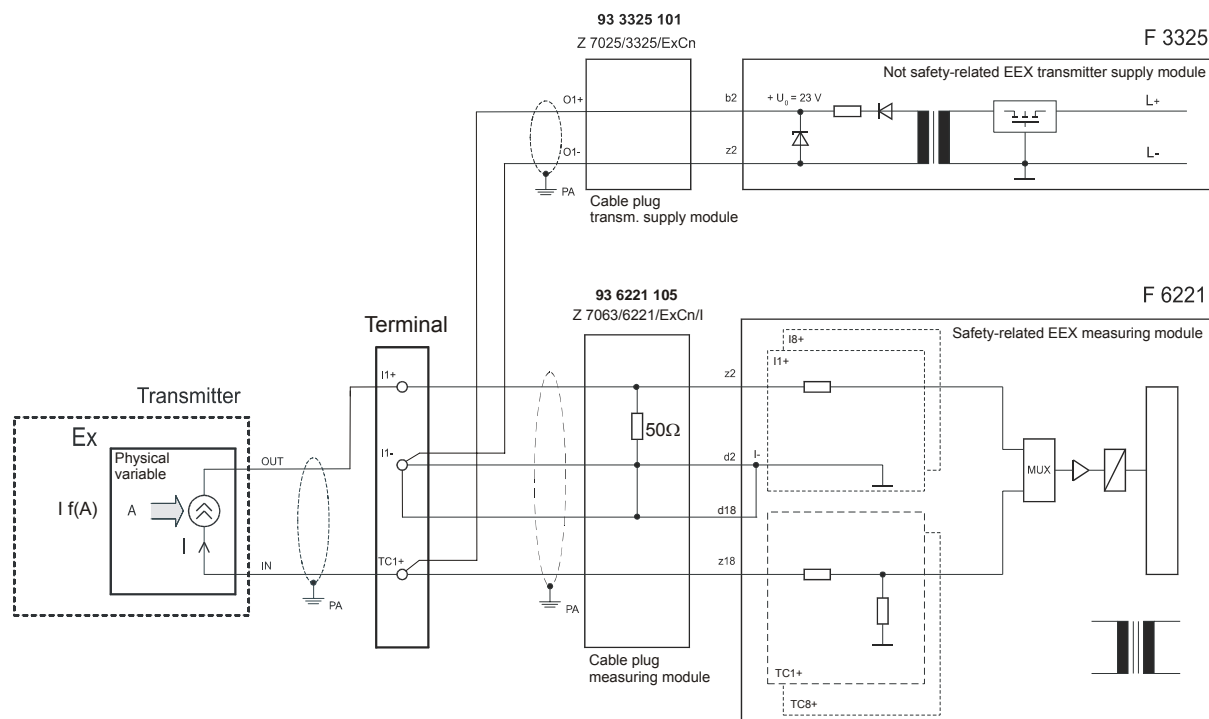 93 3325 101
Z 7025/3325/ExCn
F 3325
Not safety-related EEX transmitter supply module
O1+
b2
+ U₀ = 23 V
L+
O1-
z2
L-
PA
Cable plug
transm. supply module
93 6221 105
Z 7063/6221/ExCn/I
F 6221
Safety-related EEX measuring module
Terminal
I8+
I1+
I1+
z2
Transmitter
Ex
50Ω
Physical
variable
OUT
I1-
d2
I-
MUX
I f(A)
A
d18
I
IN
TC1+
z18
PA
PA
Cable plug
measuring module
TC1+
TC8+